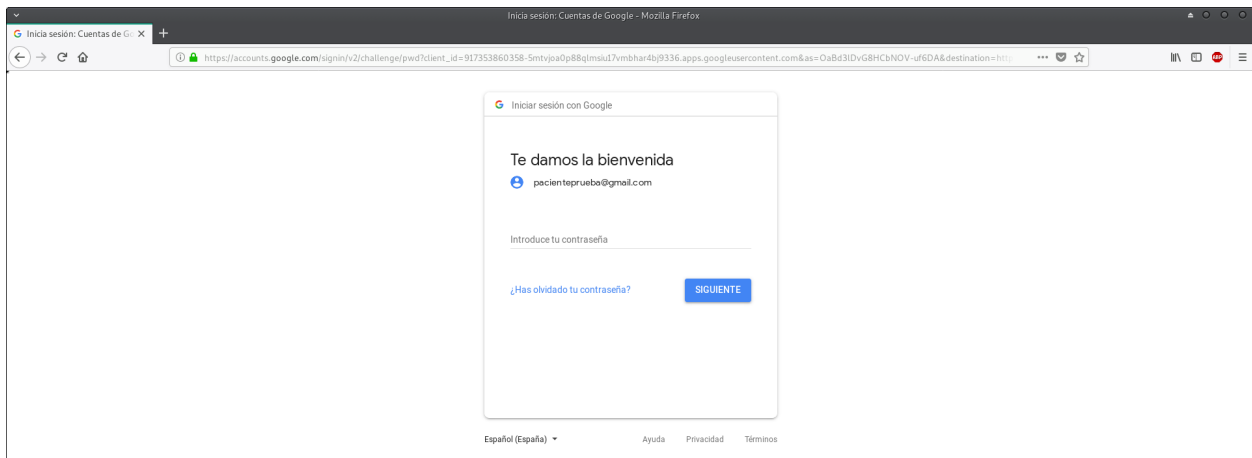 Inicia sesión: Cuentas de Google - Mozilla Firefox
Inicia sesión: Cuentas de Go
https://accounts.google.com/signin/v2/challenge/pwd?client_id=917353860358-5mtvjoa0p88qlmsiu17vmbhar4bj9336.apps.googleusercontent.com&as=OaBd3lDvG8HCbNOV-uf6DA&destination=http
ABP
Iniciar sesión con Google
Te damos la bienvenida
pacienteprueba@gmail.com
Introduce tu contraseña
¿Has olvidado tu contraseña? SIGUIENTE
Español (España) Ayuda Privacidad Términos